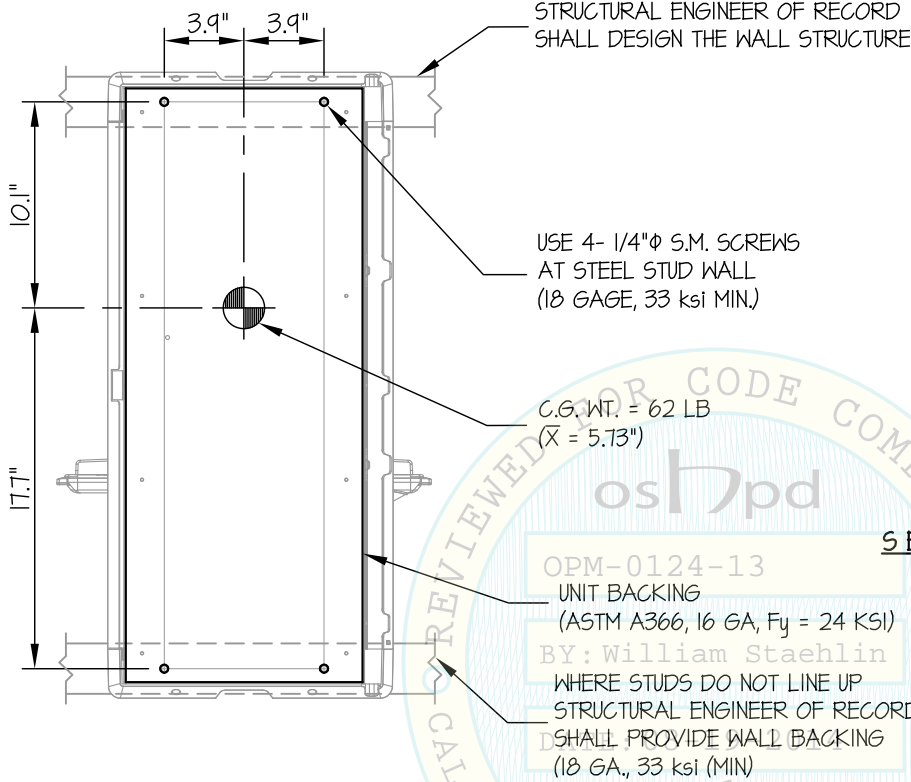 STRUCTURAL ENGINEER OF RECORD
SHALL DESIGN THE WALL STRUCTURE
3.9" 3.9"
10.1"
USE 4- 1/4"Φ S.M. SCREWS
AT STEEL STUD WALL
(18 GAGE, 33 ksi MIN.)
C.G. WT. = 62 LB
(X̅ = 5.73")
17.7"
REVIEWED FOR CODE
oshpd
OPM-0124-13
UNIT BACKING
(ASTM A366, 16 GA, Fy = 24 KSI)
BY: William Staehlin
WHERE STUDS DO NOT LINE UP
STRUCTURAL ENGINEER OF RECORD
SHALL PROVIDE WALL BACKING
(18 GA., 33 ksi (MIN)